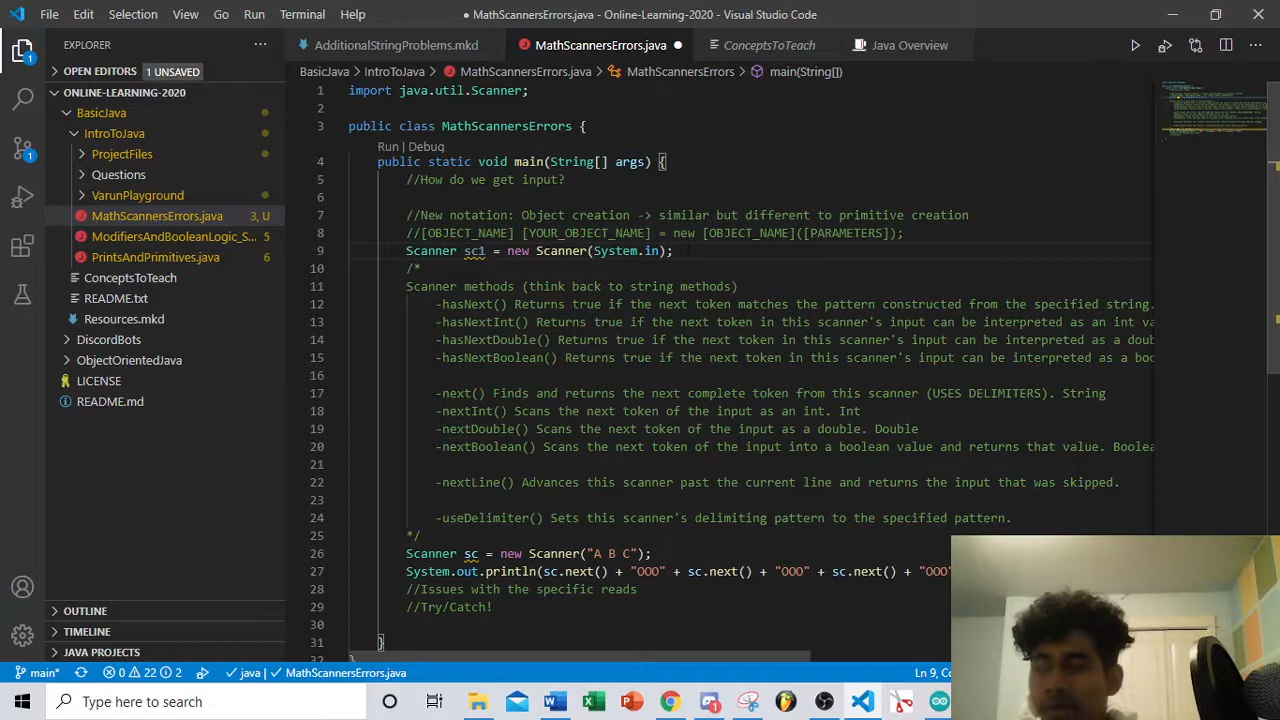 File Edit Selection View Go Run Terminal Help
MathScannersErrors.java - Online-Learning-2020 - Visual Studio Code
EXPLORER
AdditionalStringProblems.mkd
MathScannersErrors.java
ConceptsToTeach
Java Overview
OPEN EDITORS 1 UNSAVED
BasicJava > IntroToJava > MathScannersErrors.java > MathScannersErrors > main(String[])
ONLINE-LEARNING-2020
BasicJava
IntroToJava
ProjectFiles
Questions
VarunPlayground
MathScannersErrors.java 3, U
ModifiersAndBooleanLogic_S... 5
PrintsAndPrimitives.java 6
ConceptsToTeach
README.txt
Resources.mkd
DiscordBots
ObjectOrientedJava
LICENSE
README.md
OUTLINE
TIMELINE
JAVA PROJECTS
1 import java.util.Scanner;
2
3 public class MathScannersErrors {
Run | Debug
4 public static void main(String[] args) {
5 //How do we get input?
6
7 //New notation: Object creation -> similar but different to primitive creation
8 //[OBJECT_NAME] [YOUR_OBJECT_NAME] = new [OBJECT_NAME]([PARAMETERS]);
9 Scanner sc1 = new Scanner(System.in);
10 /*
11 Scanner methods (think back to string methods)
12 -hasNext() Returns true if the next token matches the pattern constructed from the specified string.
13 -hasNextInt() Returns true if the next token in this scanner's input can be interpreted as an int va
14 -hasNextDouble() Returns true if the next token in this scanner's input can be interpreted as a doub
15 -hasNextBoolean() Returns true if the next token in this scanner's input can be interpreted as a boo
16
17 -next() Finds and returns the next complete token from this scanner (USES DELIMITERS). String
18 -nextInt() Scans the next token of the input as an int. Int
19 -nextDouble() Scans the next token of the input as a double. Double
20 -nextBoolean() Scans the next token of the input into a boolean value and returns that value. Boolea
21
22 -nextLine() Advances this scanner past the current line and returns the input that was skipped.
23
24 -useDelimiter() Sets this scanner's delimiting pattern to the specified pattern.
25 */
26 Scanner sc = new Scanner("A B C");
27 System.out.println(sc.next() + "OOO" + sc.next() + "OOO" + sc.next() + "OOO"
28 //Issues with the specific reads
29 //Try/Catch!
30
31 }
32 }
main* 0 22 2 java MathScannersErrors.java Ln 9, Co
Type here to search